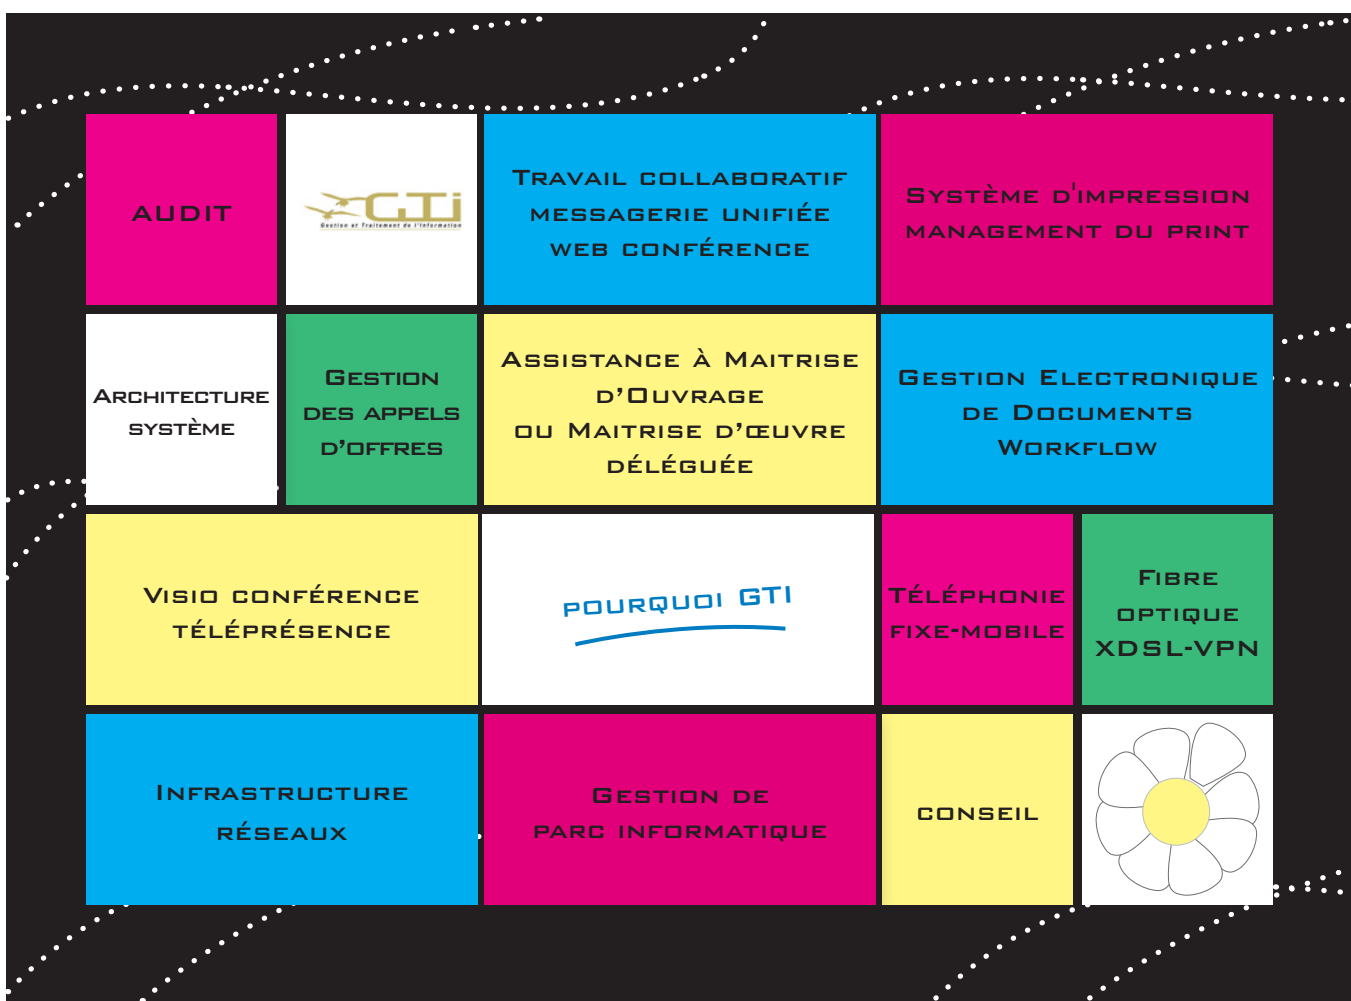 AUDIT
GTi
Gestion et Traitement de l'Information
Travail collaboratif
messagerie unifiée
web conférence
Système d'impression
management du print
Architecture
système
Gestion
des appels
d'offres
Assistance à Maitrise
d'Ouvrage
ou Maitrise d'œuvre
déléguée
Gestion Electronique
de Documents
Workflow
Visio conférence
téléprésence
pourquoi GTI
Téléphonie
fixe-mobile
Fibre
optique
XDSL-VPN
Infrastructure
réseaux
Gestion de
parc informatique
conseil